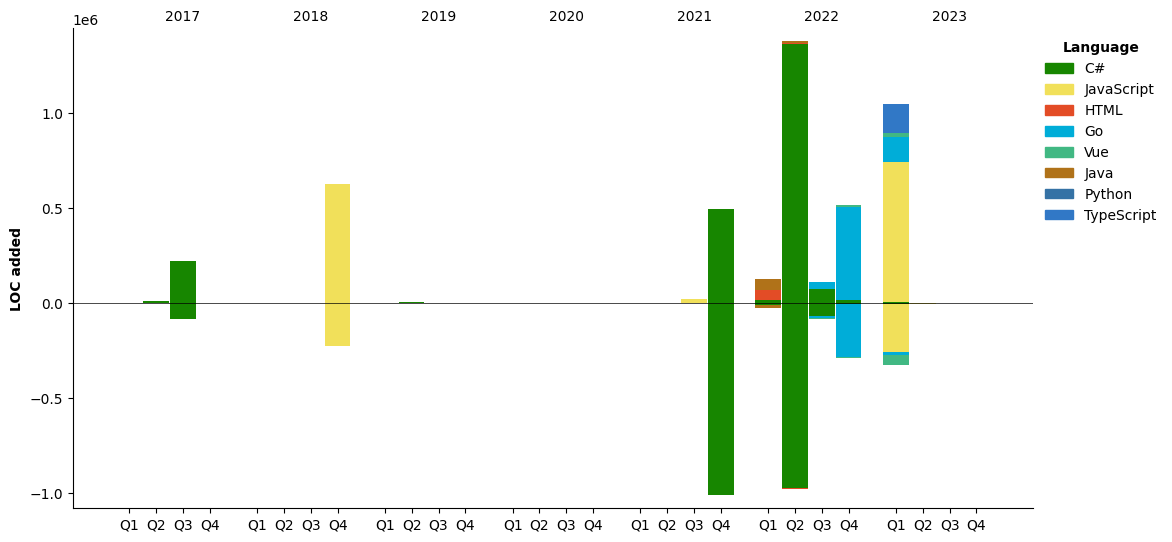 1e6
2017 2018 2019 2020 2021 2022 2023
LOC added
1.0
0.5
0.0
−0.5
−1.0
Q1 Q2 Q3 Q4 Q1 Q2 Q3 Q4 Q1 Q2 Q3 Q4 Q1 Q2 Q3 Q4 Q1 Q2 Q3 Q4 Q1 Q2 Q3 Q4 Q1 Q2 Q3 Q4
Language
C#
JavaScript
HTML
Go
Vue
Java
Python
TypeScript